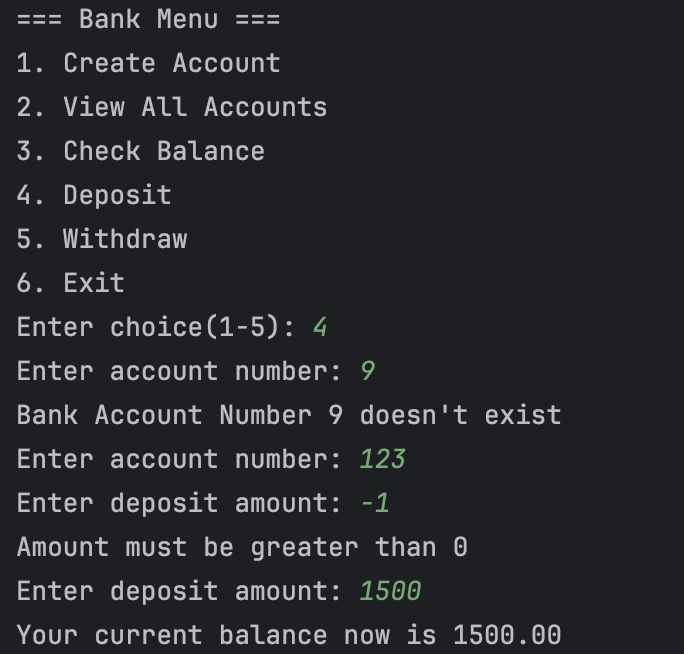 === Bank Menu ===
1. Create Account
2. View All Accounts
3. Check Balance
4. Deposit
5. Withdraw
6. Exit
Enter choice(1-5): 4
Enter account number: 9
Bank Account Number 9 doesn't exist
Enter account number: 123
Enter deposit amount: -1
Amount must be greater than 0
Enter deposit amount: 1500
Your current balance now is 1500.00